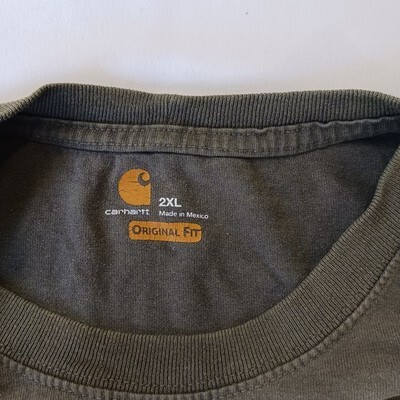 2XL
carhartt
Made in Mexico
ORIGINAL FIT